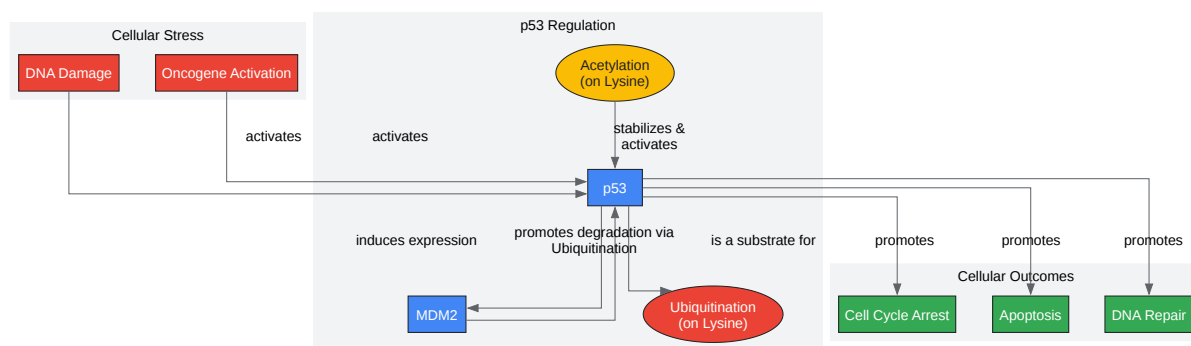 Cellular Stress
DNA Damage
Oncogene Activation
p53 Regulation
Acetylation
(on Lysine)
activates
activates
stabilizes &
activates
p53
induces expression
promotes degradation via
Ubiquitination
is a substrate for
promotes
promotes
promotes
MDM2
Ubiquitination
(on Lysine)
Cellular Outcomes
Cell Cycle Arrest
Apoptosis
DNA Repair